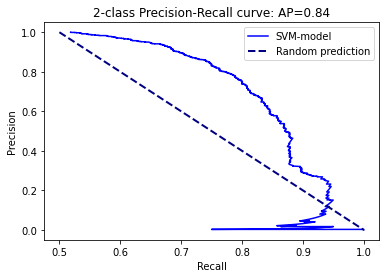 2-class Precision-Recall curve: AP=0.84
SVM-model
Random prediction
Precision
1.0
0.8
0.6
0.4
0.2
0.0
0.5 0.6 0.7 0.8 0.9 1.0
Recall